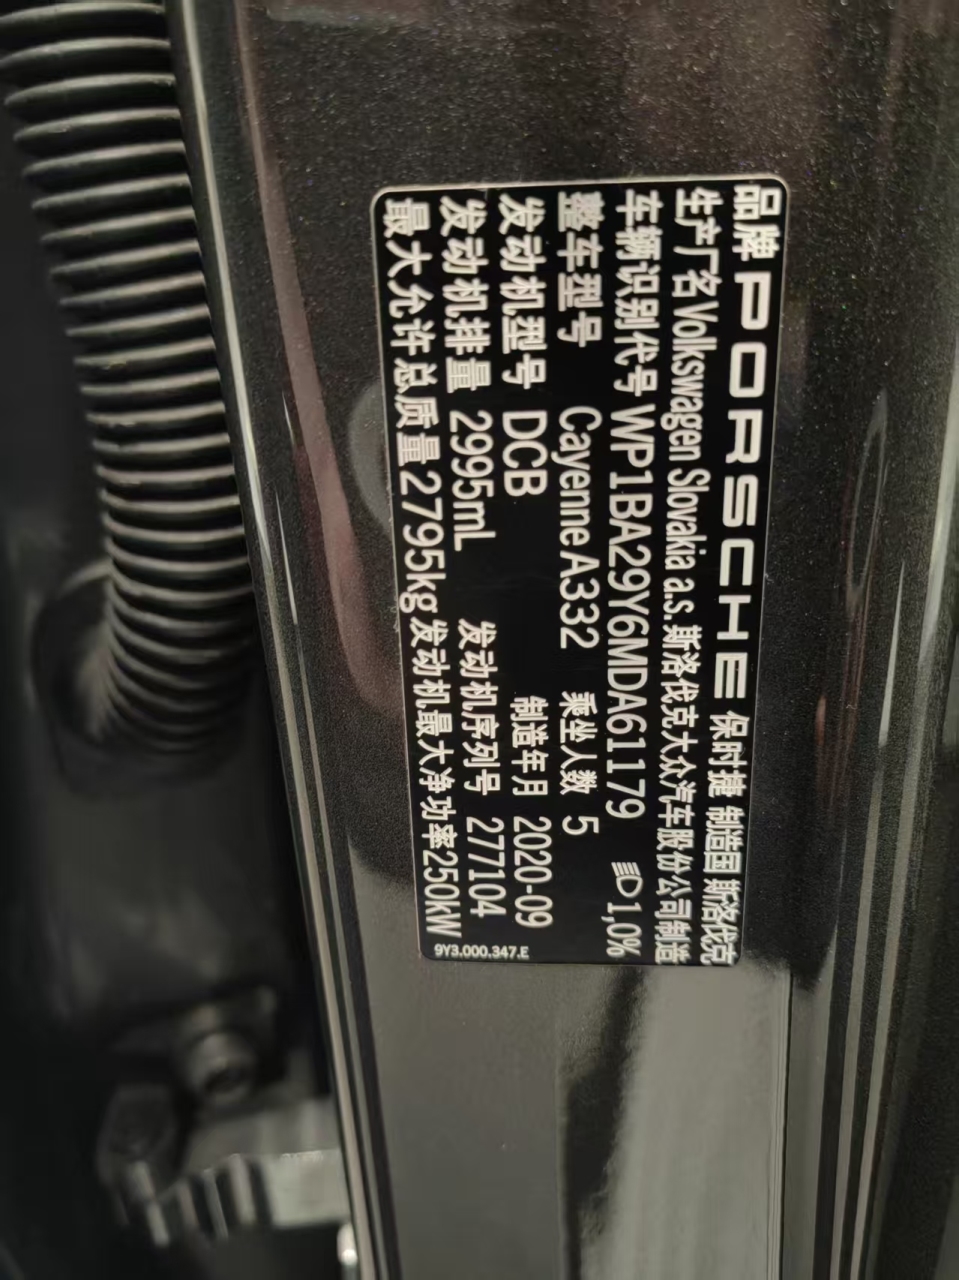 品牌 PORSCHE 保时捷 制造国 斯洛伐克
生产厂名 Volkswagen Slovakia a.s. 斯洛伐克大众汽车股份公司制造
车辆识别代号 WP1BA29Y6MDA61179 1,0%
整车型号 Cayenne A332 乘坐人数 5
发动机型号 DCB 制造年月 2020-09
发动机排量 2995mL 发动机序列号 277104
最大允许总质量 2795kg 发动机最大净功率 250kW
9Y3.000.347.E